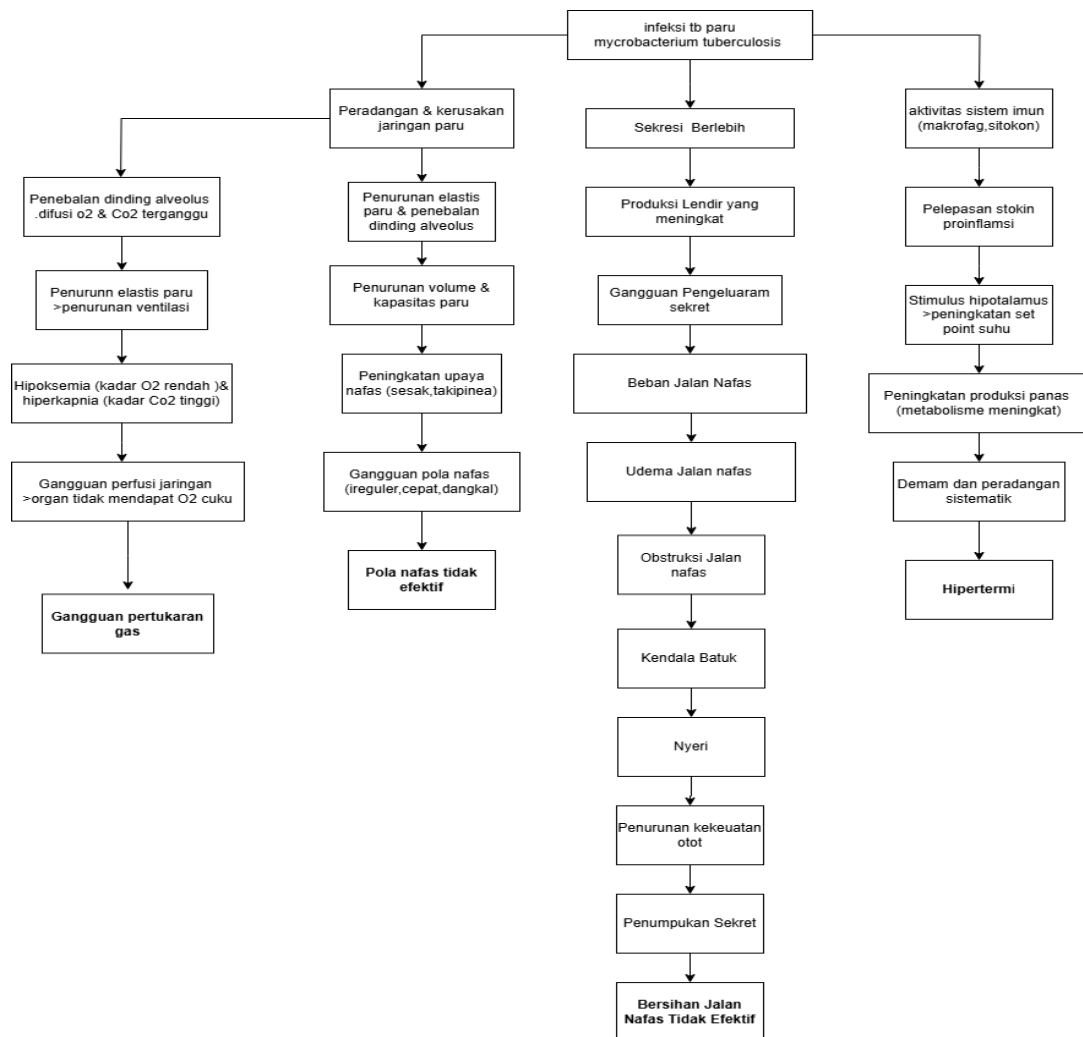 infeksi tb paru
mycrobacterium tuberculosis
Peradangan & kerusakan
jaringan paru
Sekresi Berlebih
aktivitas sistem imun
(makrofag,sitokon)
Penebalan dinding alveolus
.difusi o2 & Co2 terganggu
Penurunan elastis
paru & penebalan
dinding alveolus
Produksi Lendir yang
meningkat
Pelepasan stokin
proinflamsi
Penurunn elastis paru
>penurunan ventilasi
Penurunan volume &
kapasitas paru
Gangguan Pengeluaram
sekret
Stimulus hipotalamus
>peningkatan set
point suhu
Hipoksemia (kadar O2 rendah )&
hiperkapnia (kadar Co2 tinggi)
Peningkatan upaya
nafas (sesak,takipinea)
Beban Jalan Nafas
Peningkatan produksi panas
(metabolisme meningkat)
Gangguan perfusi jaringan
>organ tidak mendapat O2 cuku
Gangguan pola nafas
(ireguler,cepat,dangkal)
Udema Jalan nafas
Demam dan peradangan
sistematik
Gangguan pertukaran
gas
Pola nafas tidak
efektif
Obstruksi Jalan
nafas
Hipertermi
Kendala Batuk
Nyeri
Penurunan kekeuatan
otot
Penumpukan Sekret
Bersihan Jalan
Nafas Tidak Efektif